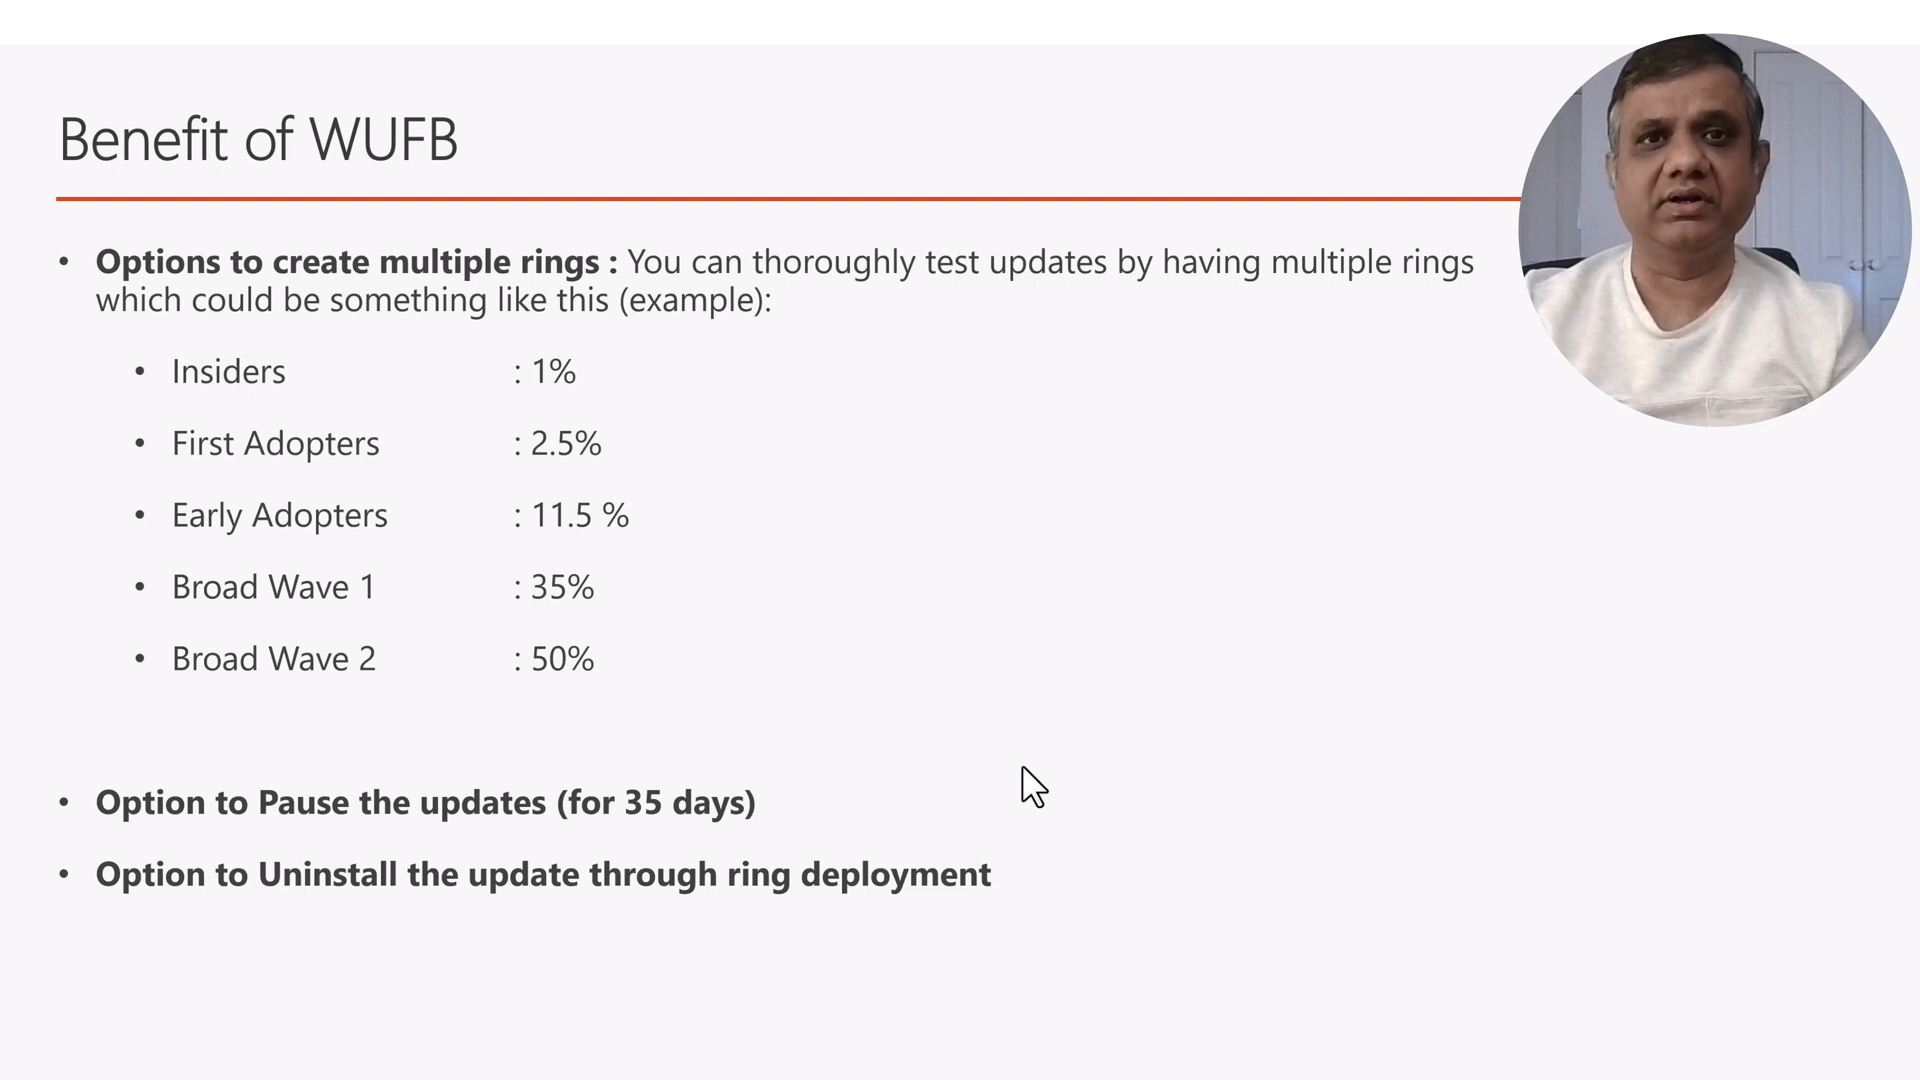 Benefit of WUFB
• Options to create multiple rings : You can thoroughly test updates by having multiple rings
which could be something like this (example):
• Insiders : 1%
• First Adopters : 2.5%
• Early Adopters : 11.5 %
• Broad Wave 1 : 35%
• Broad Wave 2 : 50%
• Option to Pause the updates (for 35 days)
• Option to Uninstall the update through ring deployment